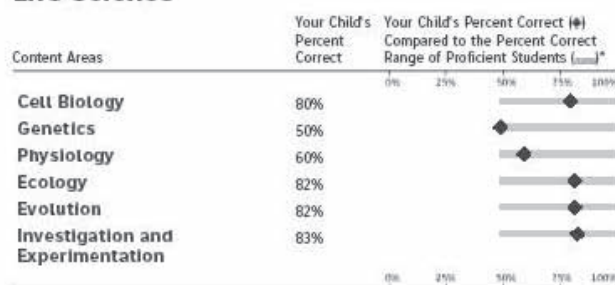 Your Child's Your Child's Percent Correct (◆)
Percent Compared to the Percent Correct
Content Areas Correct Range of Proficient Students (▬)*
0% 25% 50% 75% 100%
Cell Biology 80%
Genetics 50%
Physiology 60%
Ecology 82%
Evolution 82%
Investigation and 83%
Experimentation
0% 25% 50% 75% 100%